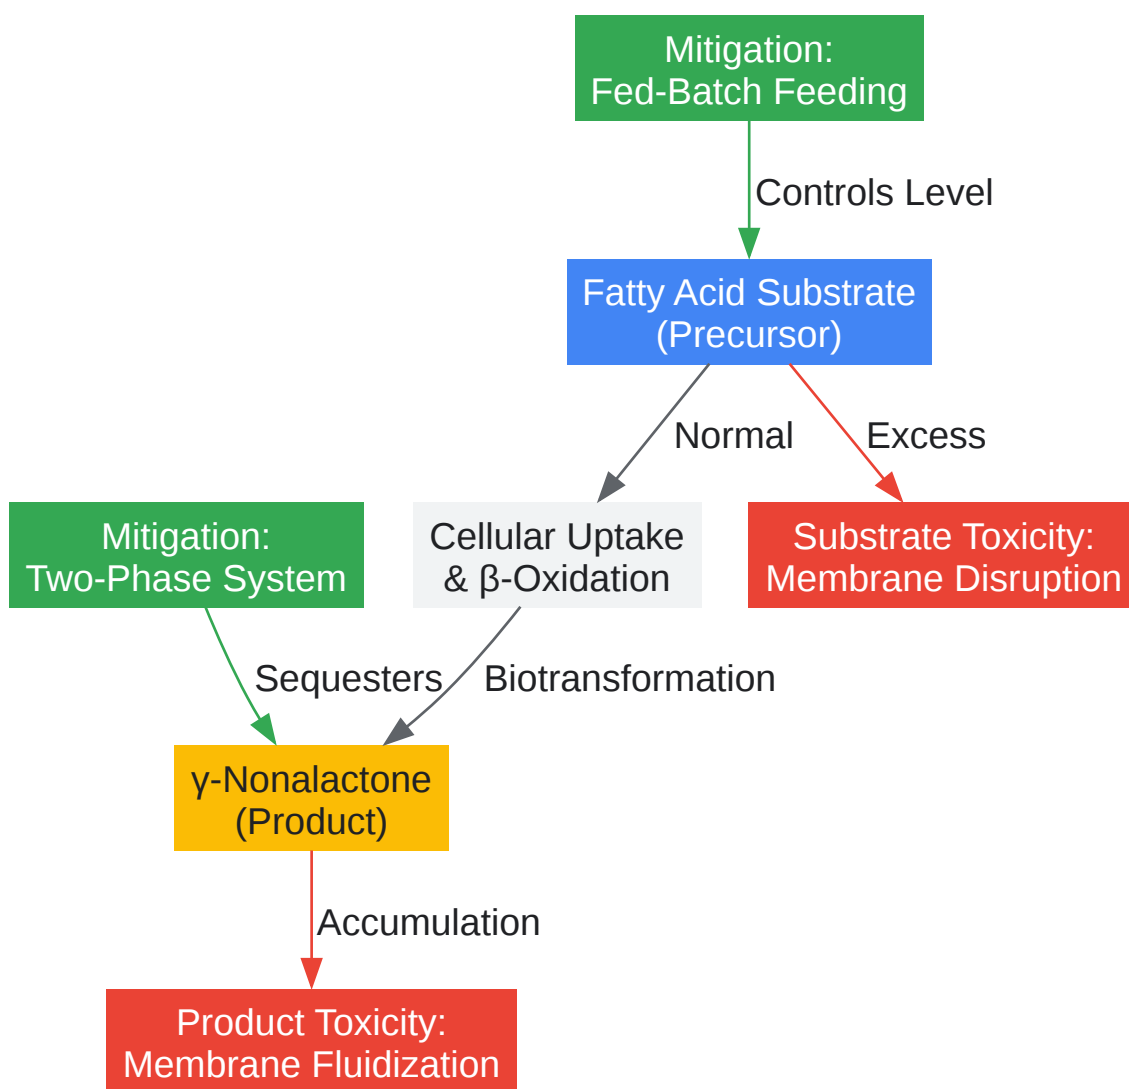 Mitigation:
Fed-Batch Feeding
Controls Level
Fatty Acid Substrate
(Precursor)
Normal
Excess
Mitigation:
Two-Phase System
Cellular Uptake
& β-Oxidation
Substrate Toxicity:
Membrane Disruption
Sequesters
Biotransformation
γ-Nonalactone
(Product)
Accumulation
Product Toxicity:
Membrane Fluidization